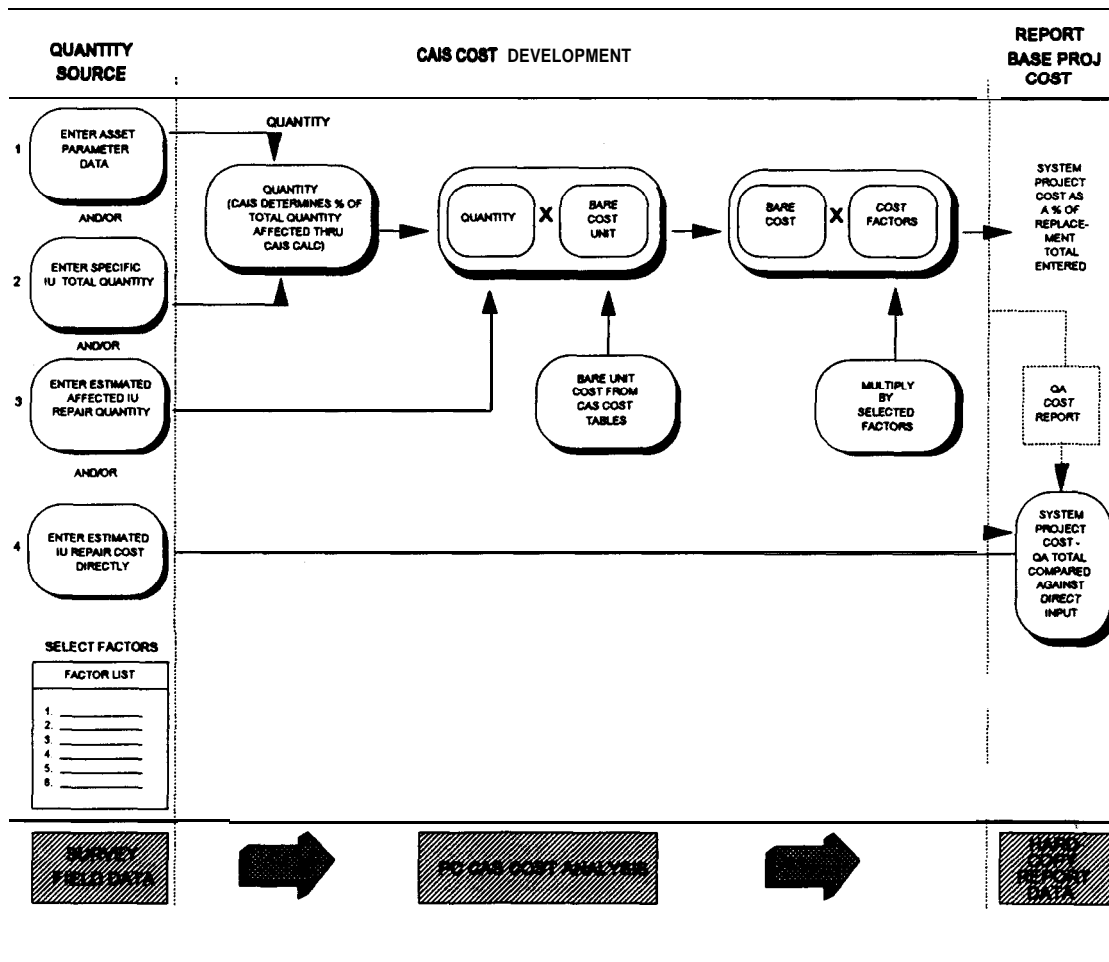 QUANTITY
SOURCE
CAIS COST DEVELOPMENT
REPORT
BASE PROJ
COST
1
ENTER ASSET
PARAMETER
DATA
AND/OR
2
ENTER SPECIFIC
IU TOTAL QUANTITY
AND/OR
3
ENTER ESTIMATED
AFFECTED IU
REPAIR QUANTITY
AND/OR
4
ENTER ESTIMATED
IU REPAIR COST
DIRECTLY
SELECT FACTORS
FACTOR LIST
1.
2.
3.
4.
5.
6.
QUANTITY
QUANTITY
(CAIS DETERMINES % OF
TOTAL QUANTITY
AFFECTED THRU
CAIS CALC)
QUANTITY
X
BARE
COST
UNIT
BARE
COST
X
COST
FACTORS
BARE UNIT
COST FROM
CAS COST
TABLES
MULTIPLY
BY
SELECTED
FACTORS
SYSTEM
PROJECT
COST AS
A % OF
REPLACE-
MENT
TOTAL
ENTERED
QA
COST
REPORT
SYSTEM
PROJECT
COST -
QA TOTAL
COMPARED
AGAINST
DIRECT
INPUT
SURVEY
FIELD DATA
PC CAS COST ANALYSIS
HARD-
COPY
REPORT
DATA